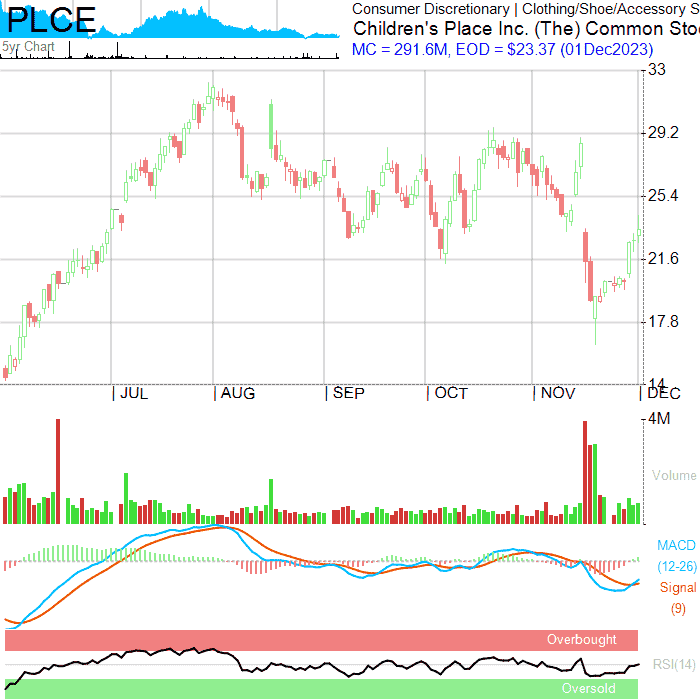 PLCE
Consumer Discretionary | Clothing/Shoe/Accessory S
Children's Place Inc. (The) Common Sto
5yr Chart
MC = 291.6M, EOD = $23.37 (01Dec2023)
33
29.2
25.4
21.6
17.8
14
| JUL | AUG | SEP | OCT | NOV | DEC
4M
Volume
MACD
(12-26)
Signal
(9)
Overbought
RSI(14)
Oversold